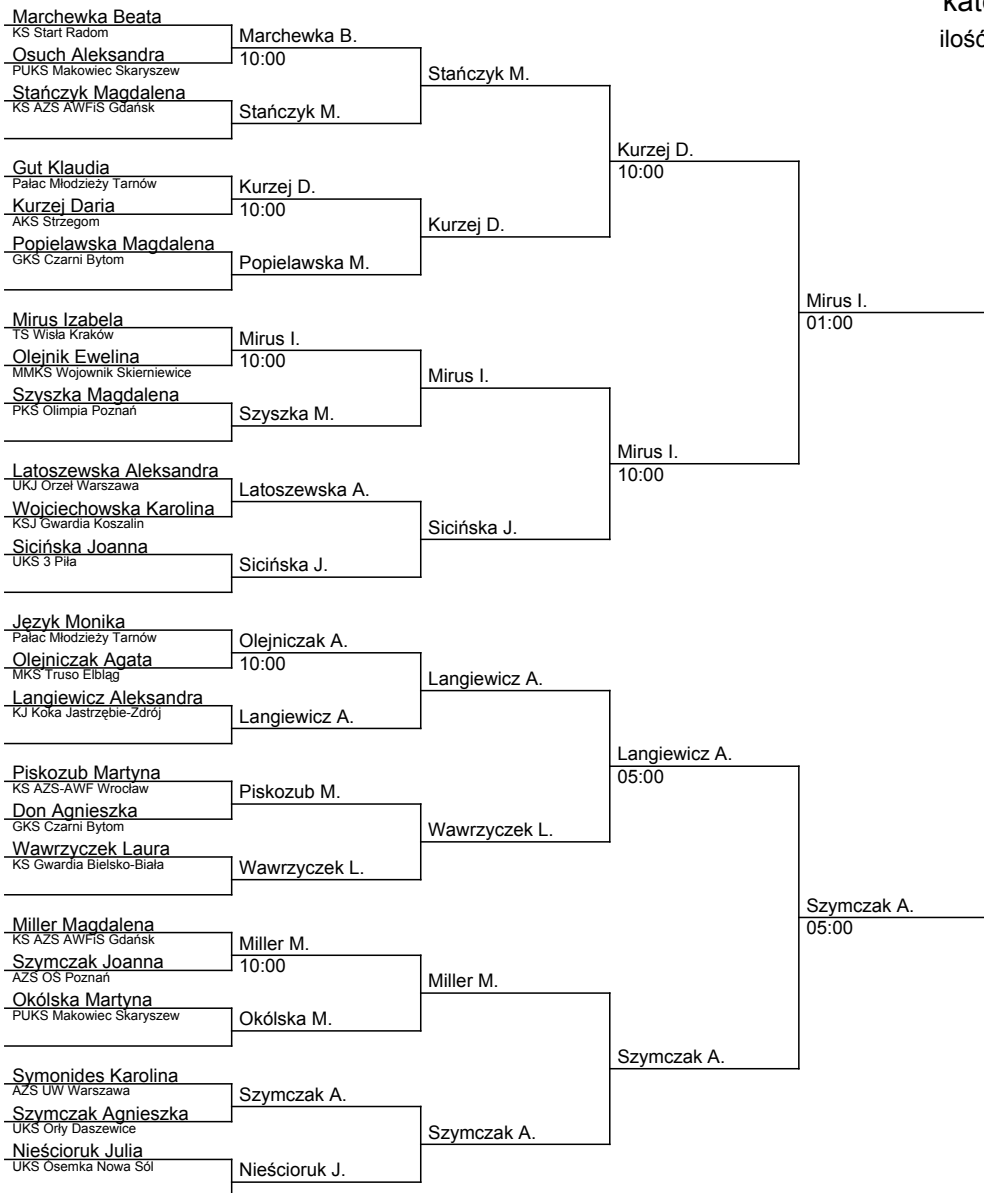 kate
ilość
Marchewka Beata
KS Start Radom
Osuch Aleksandra
PUKS Makowiec Skaryszew
Stańczyk Magdalena
KS AZS AWFiS Gdańsk
Gut Klaudia
Pałac Młodzieży Tarnów
Kurzej Daria
AKS Strzegom
Popielawska Magdalena
GKS Czarni Bytom
Mirus Izabela
TS Wisła Kraków
Olejnik Ewelina
MMKS Wojownik Skierniewice
Szyszka Magdalena
PKS Olimpia Poznań
Latoszewska Aleksandra
UKJ Orzeł Warszawa
Wojciechowska Karolina
KSJ Gwardia Koszalin
Sicińska Joanna
UKS 3 Piła
Język Monika
Pałac Młodzieży Tarnów
Olejniczak Agata
MKS Truso Elbląg
Langiewicz Aleksandra
KJ Koka Jastrzębie-Zdrój
Piskozub Martyna
KS AZS-AWF Wrocław
Don Agnieszka
GKS Czarni Bytom
Wawrzyczek Laura
KS Gwardia Bielsko-Biała
Miller Magdalena
KS AZS AWFiS Gdańsk
Szymczak Joanna
AZS OŚ Poznań
Okólska Martyna
PUKS Makowiec Skaryszew
Symonides Karolina
AZS UW Warszawa
Szymczak Agnieszka
UKS Orły Daszewice
Nieścioruk Julia
UKS Ósemka Nowa Sól
Marchewka B.
10:00
Stańczyk M.
Kurzej D.
10:00
Popielawska M.
Mirus I.
10:00
Szyszka M.
Latoszewska A.
Sicińska J.
Olejniczak A.
10:00
Langiewicz A.
Piskozub M.
Wawrzyczek L.
Miller M.
10:00
Okólska M.
Szymczak A.
Nieścioruk J.
Stańczyk M.
Kurzej D.
Mirus I.
Sicińska J.
Langiewicz A.
Wawrzyczek L.
Miller M.
Szymczak A.
Kurzej D.
10:00
Mirus I.
10:00
Langiewicz A.
05:00
Szymczak A.
Mirus I.
01:00
Szymczak A.
05:00